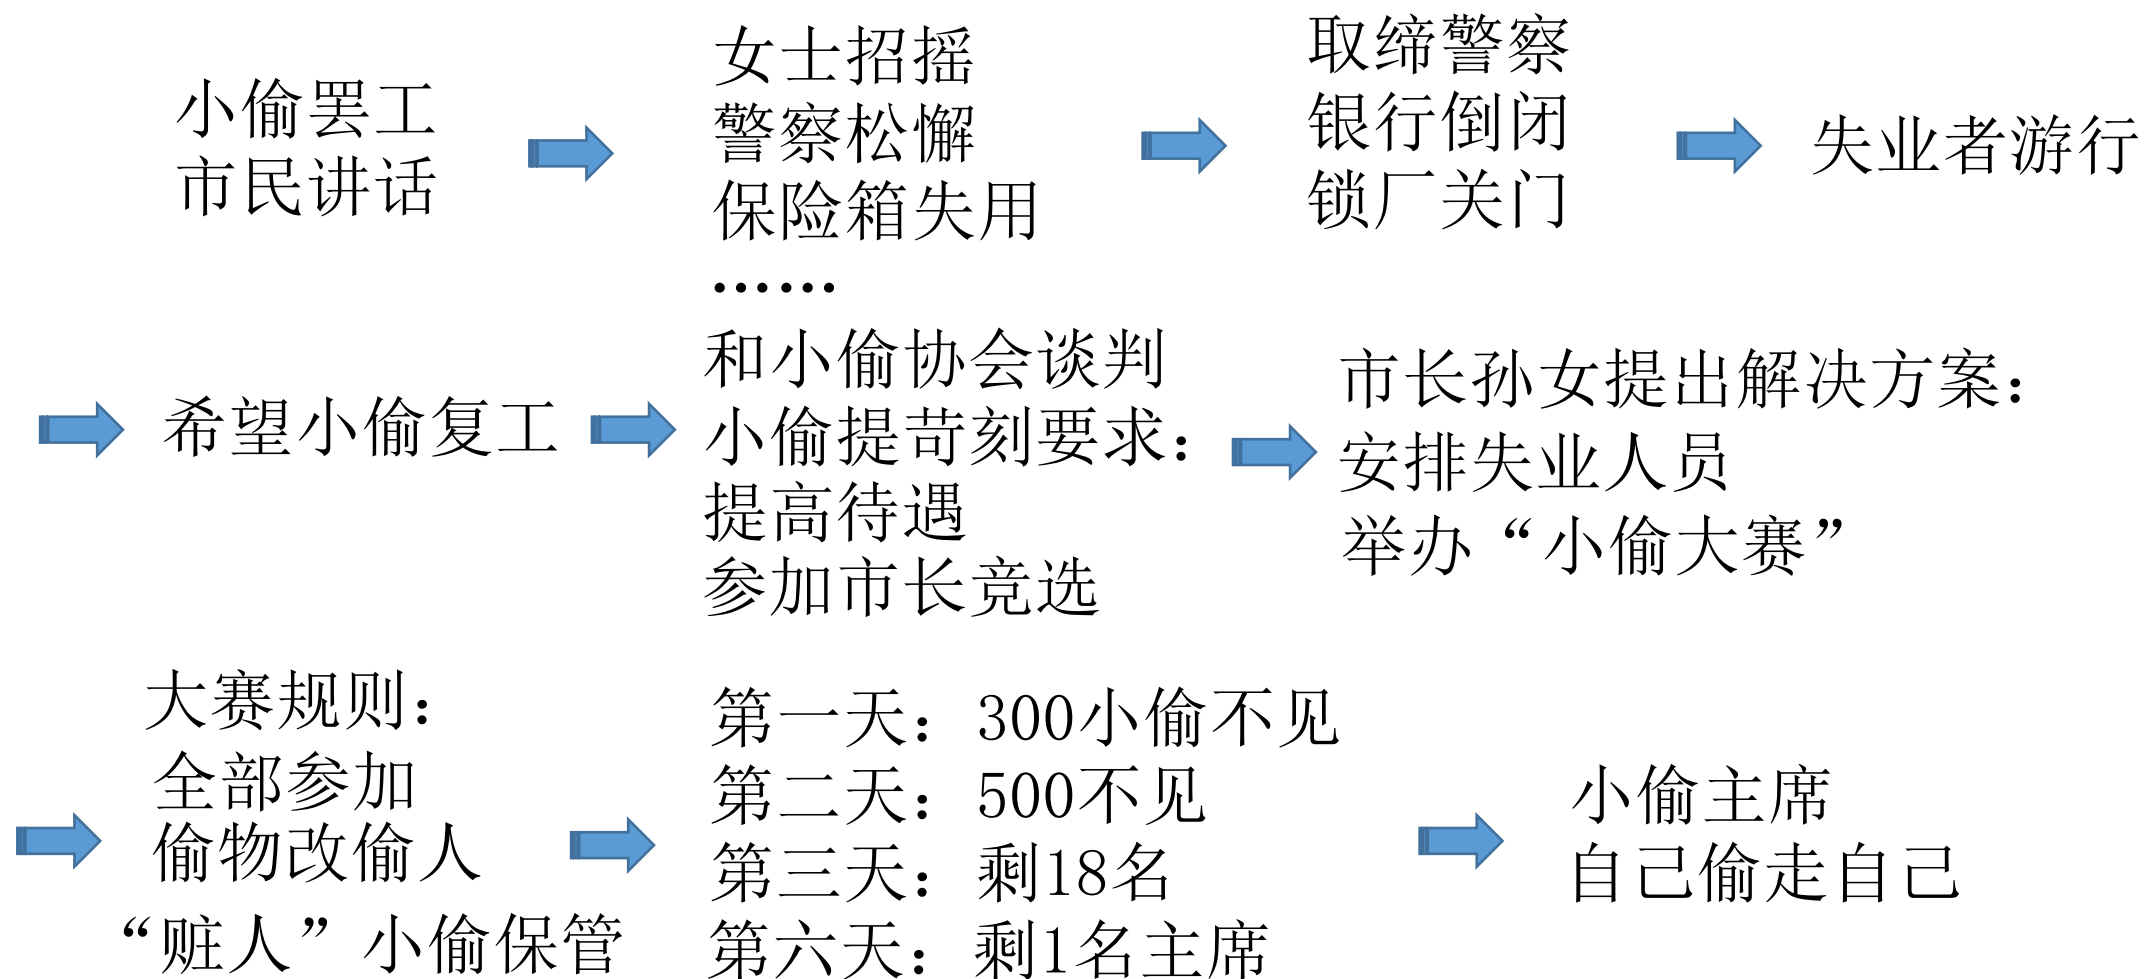 小偷罢工
市民讲话
女士招摇
警察松懈
保险箱失用
……
取缔警察
银行倒闭
锁厂关门
失业者游行
希望小偷复工
和小偷协会谈判
小偷提苛刻要求：
提高待遇
参加市长竞选
市长孙女提出解决方案：
安排失业人员
举办“小偷大赛”
大赛规则：
全部参加
偷物改偷人
“赃人”小偷保管
第一天：300小偷不见
第二天：500不见
第三天：剩18名
第六天：剩1名主席
小偷主席
自己偷走自己